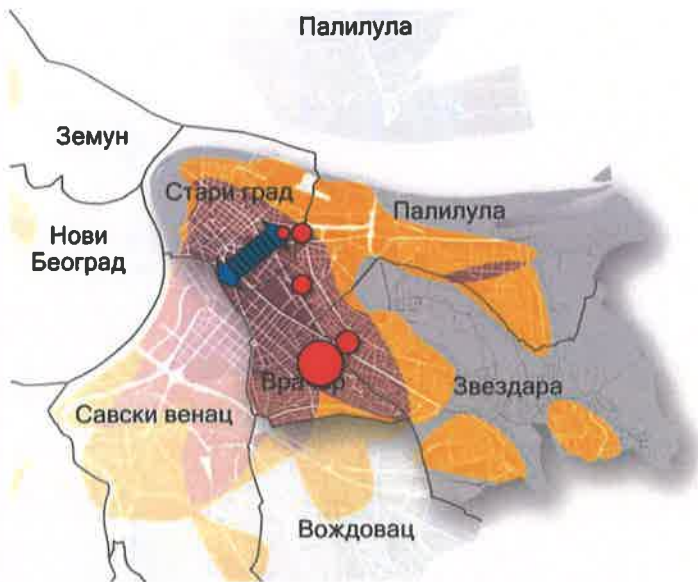 Палилула
Земун
Стари град
Палилула
Нови
Београд
Звездара
Савски венац
Вождовац